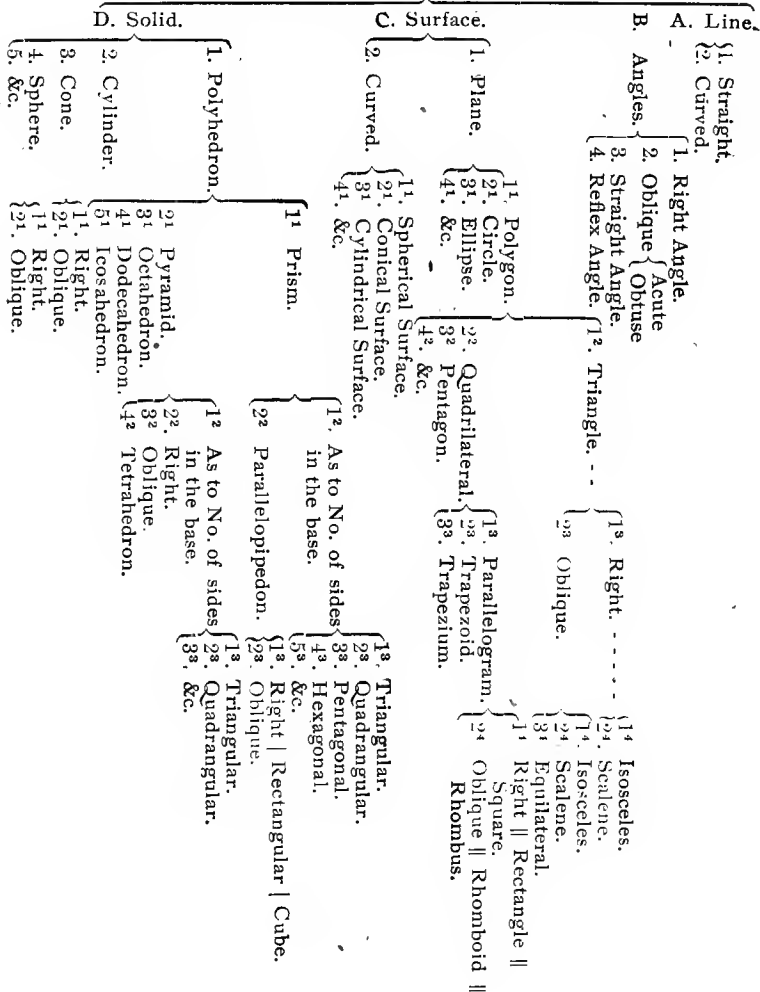 A. Line.
1. Straight.
2. Curved.
B. Angles.
1. Right Angle.
2. Oblique { Acute
Obtuse
3. Straight Angle.
4. Reflex Angle.
C. Surface.
1. Plane.
1¹. Polygon.
1². Triangle. - -
1³. Right. - - - - -
1⁴ Isosceles.
2⁴. Scalene.
2³ Oblique.
1⁴. Isosceles.
2⁴. Scalene.
3⁴ Equilateral.
2². Quadrilateral.
1³. Parallelogram.
1⁴ Right || Rectangle ||
Square.
2⁴ Oblique || Rhomboid ||
Rhombus.
2³. Trapezoid.
3³. Trapezium.
3² Pentagon.
4². &c.
2¹. Circle.
3¹. Ellipse.
4¹. &c.
2. Curved.
1¹. Spherical Surface.
2¹. Conical Surface.
3¹ Cylindrical Surface.
4¹. &c.
D. Solid.
1. Polyhedron.
1¹ Prism.
1². As to No. of sides
in the base.
1³. Triangular.
2³. Quadrangular.
3³. Pentagonal.
4³. Hexagonal.
5³. &c.
2² Parallelopipedon.
1³. Right | Rectangular | Cube.
2³. Oblique.
2¹ Pyramid.
1² As to No. of sides
in the base.
1³. Triangular.
2³. Quadrangular.
3³. &c.
2². Right.
3² Oblique.
4² Tetrahedron.
3¹ Octahedron.
4¹ Dodecahedron.
5¹ Icosahedron.
2. Cylinder.
1¹. Right.
2¹. Oblique.
3. Cone.
1¹ Right.
2¹. Oblique.
4. Sphere.
5. &c.